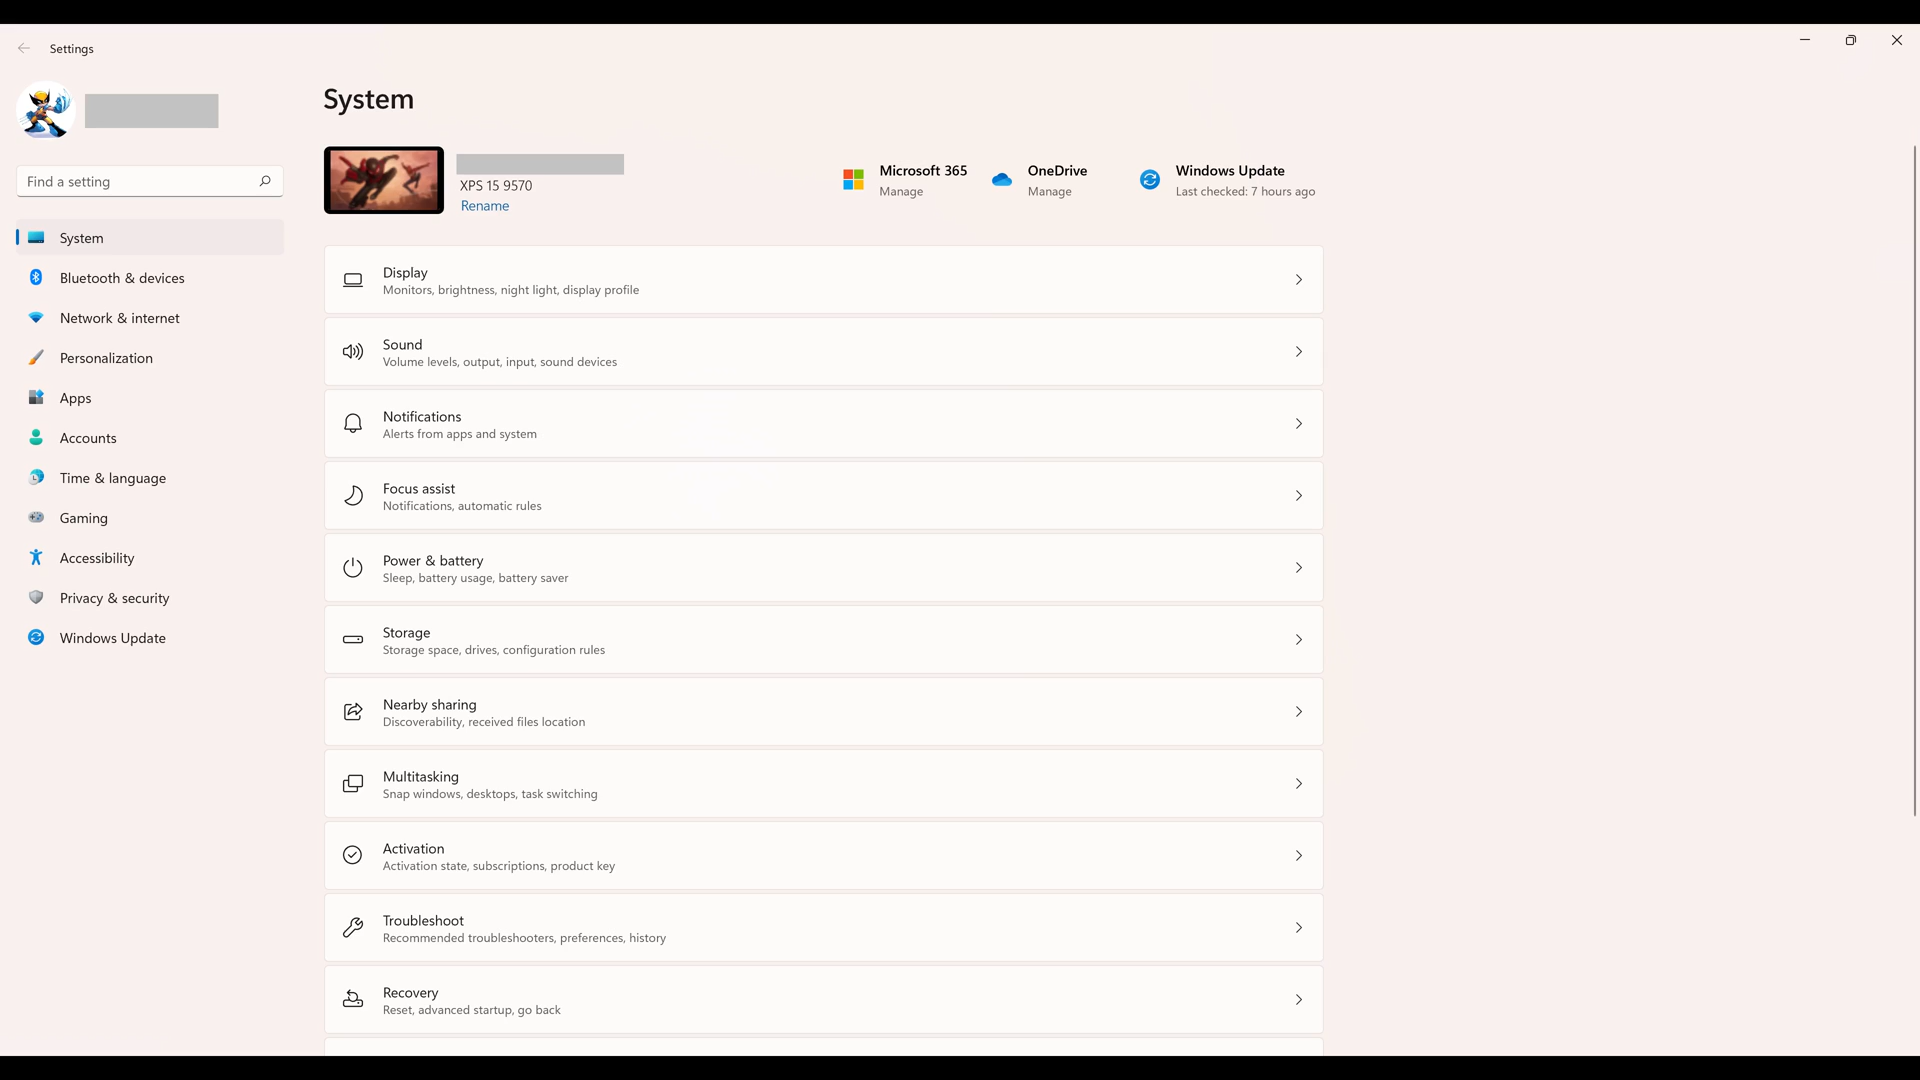 Settings
System
XPS 15 9570
Rename
Microsoft 365
Manage
OneDrive
Manage
Windows Update
Last checked: 7 hours ago
Find a setting
System
Bluetooth & devices
Network & internet
Personalization
Apps
Accounts
Time & language
Gaming
Accessibility
Privacy & security
Windows Update
Display
Monitors, brightness, night light, display profile
Sound
Volume levels, output, input, sound devices
Notifications
Alerts from apps and system
Focus assist
Notifications, automatic rules
Power & battery
Sleep, battery usage, battery saver
Storage
Storage space, drives, configuration rules
Nearby sharing
Discoverability, received files location
Multitasking
Snap windows, desktops, task switching
Activation
Activation state, subscriptions, product key
Troubleshoot
Recommended troubleshooters, preferences, history
Recovery
Reset, advanced startup, go back